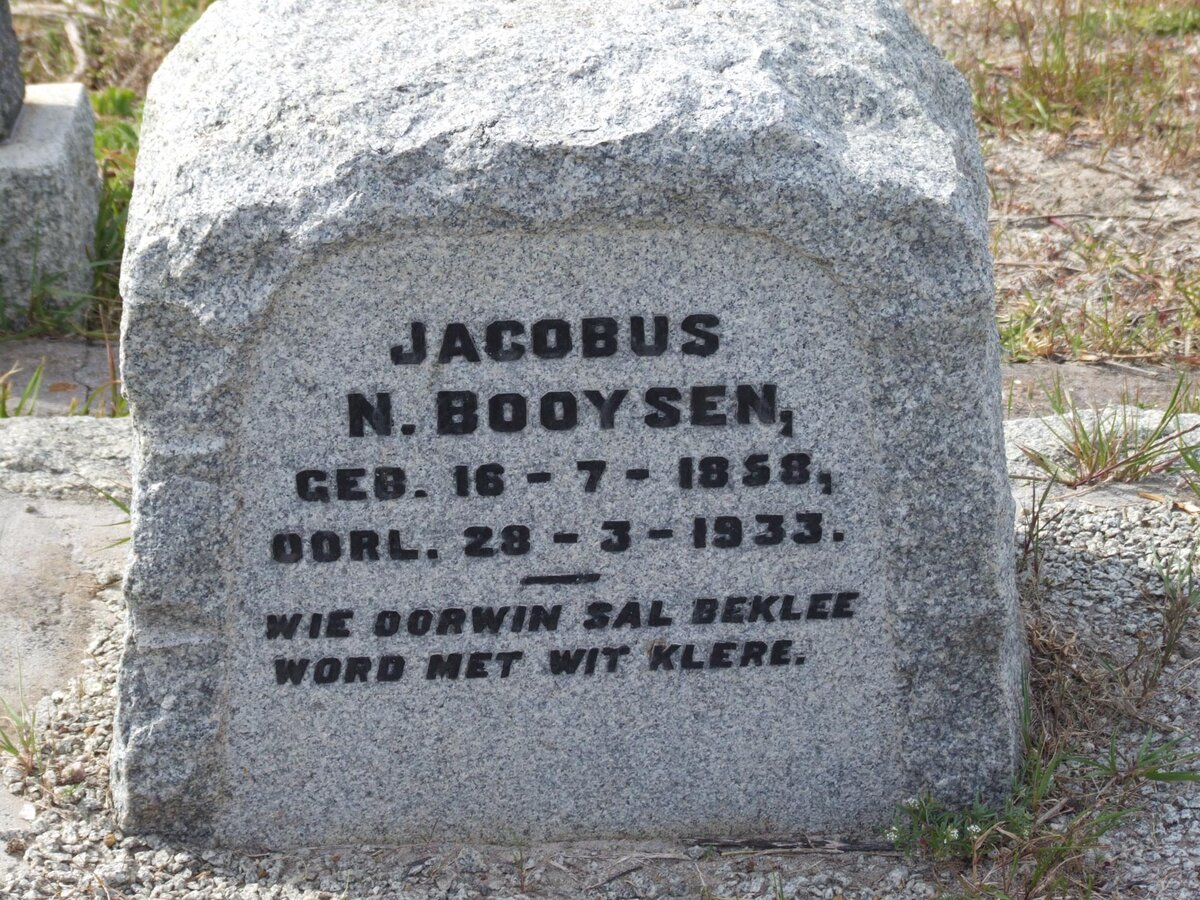 JACOBUS
N. BOOYSEN,
GEB. 16-7-1858,
OORL. 28-3-1933.
WIE OORWIN SAL BEKLEE
WORD MET WIT KLERE.